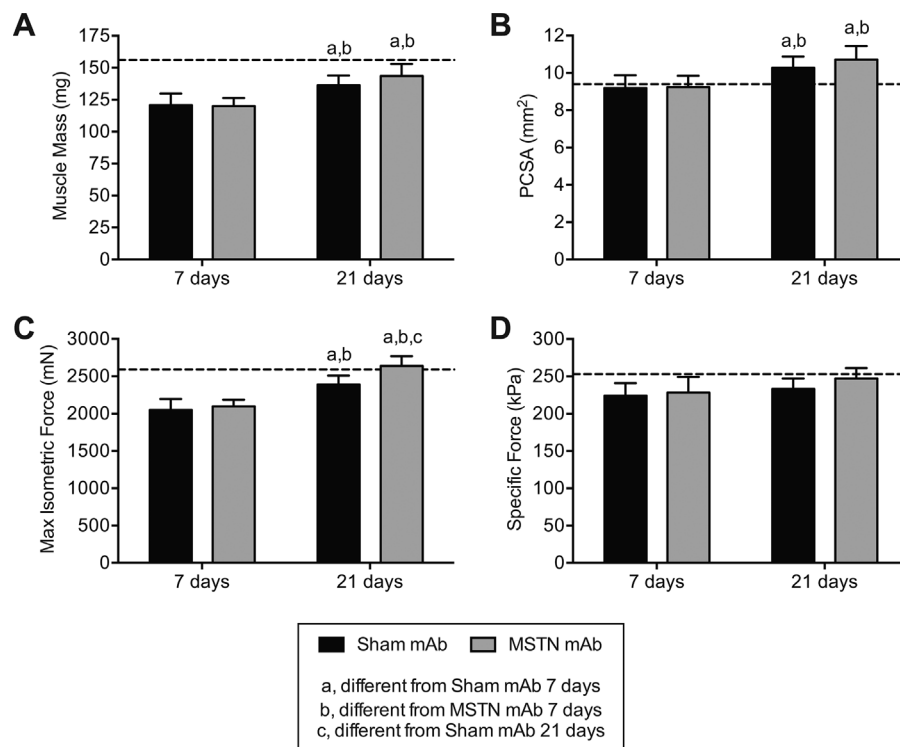 A
Muscle Mass (mg)
175
150
125
100
75
50
25
0
a,b
a,b
7 days
21 days
B
PCSA (mm²)
12
10
8
6
4
2
0
a,b
a,b
7 days
21 days
C
Max Isometric Force (mN)
3000
2500
2000
1500
1000
500
0
a,b
a,b,c
7 days
21 days
D
Specific Force (kPa)
300
250
200
150
100
50
0
7 days
21 days
Sham mAb
MSTN mAb
a, different from Sham mAb 7 days
b, different from MSTN mAb 7 days
c, different from Sham mAb 21 days